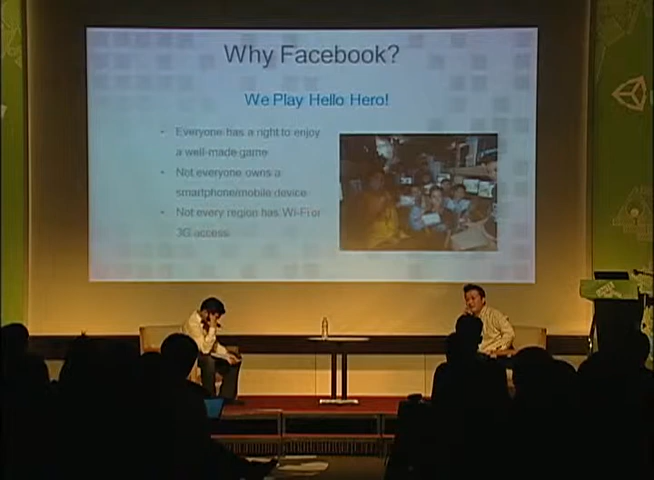 Why Facebook?
We Play Hello Hero!
- Everyone has a right to enjoy
a well-made game
- Not everyone owns a
smartphone/mobile device
- Not every region has Wi-Fi or
3G access